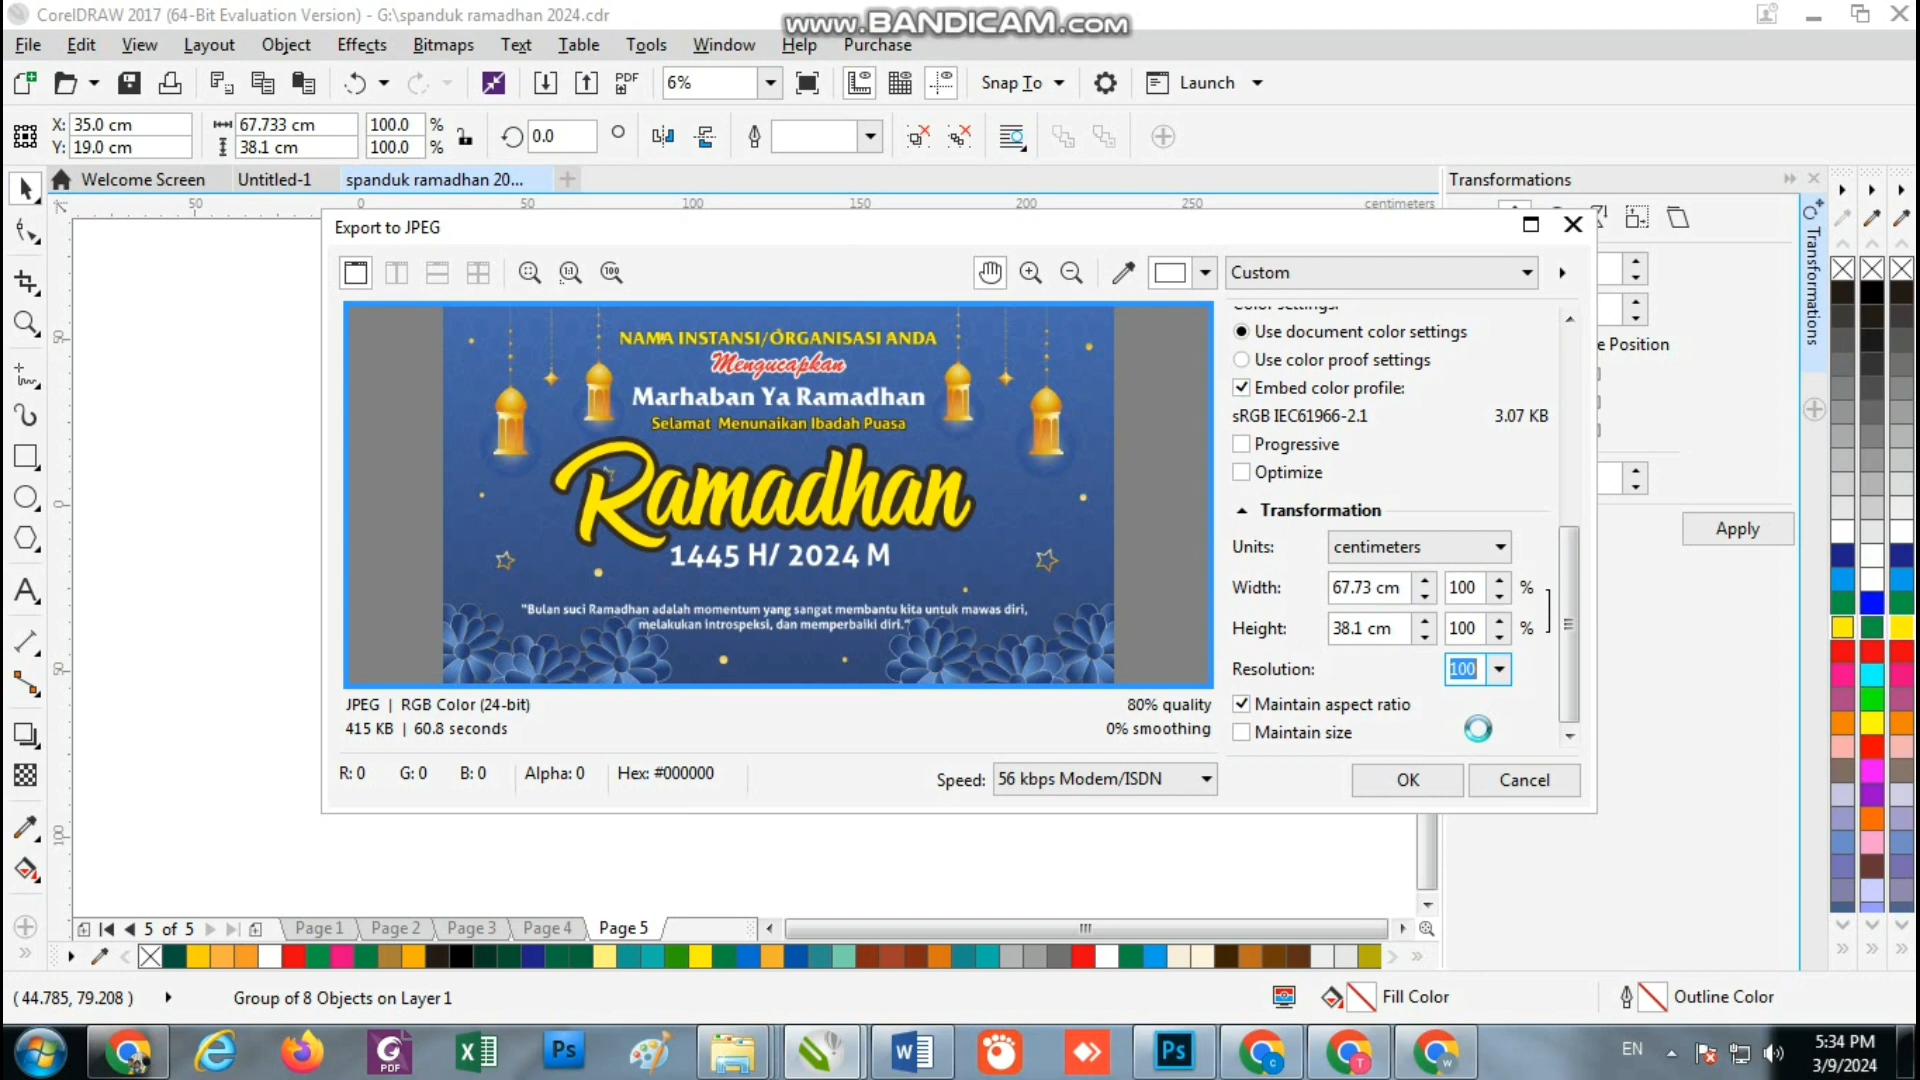 CorelDRAW 2017 (64-Bit Evaluation Version) - G:\spanduk ramadhan 2024.cdr
www.BANDICAM.com
File Edit View Layout Object Effects Bitmaps Text Table Tools Window Help Purchase
PDF 6% Snap To Launch
X: 35.0 cm 67.733 cm 100.0 % 0.0
Y: 19.0 cm 38.1 cm 100.0 %
Welcome Screen Untitled-1 spanduk ramadhan 20... Transformations
50 0 50 100 150 200 250 centimeters
Export to JPEG
Custom
Transformations
NAMA INSTANSI/ORGANISASI ANDA
Mengucapkan
Marhaban Ya Ramadhan
Selamat Menunaikan Ibadah Puasa
Ramadhan
1445 H/ 2024 M
"Bulan suci Ramadhan adalah momentum yang sangat membantu kita untuk mawas diri,
melakukan introspeksi, dan memperbaiki diri."
Color settings:
Use document color settings
Use color proof settings
Embed color profile:
sRGB IEC61966-2.1 3.07 KB
Progressive
Optimize
Transformation
Units: centimeters
Width: 67.73 cm 100 %
Height: 38.1 cm 100 %
Resolution: 100
Maintain aspect ratio
Maintain size
e Position
Apply
JPEG | RGB Color (24-bit) 80% quality
415 KB | 60.8 seconds 0% smoothing
R: 0 G: 0 B: 0 Alpha: 0 Hex: #000000 Speed: 56 kbps Modem/ISDN OK Cancel
50
0
50
100
5 of 5 Page 1 Page 2 Page 3 Page 4 Page 5
(44.785, 79.208 ) Group of 8 Objects on Layer 1 Fill Color Outline Color
PDF Ps Ps EN 5:34 PM
3/9/2024